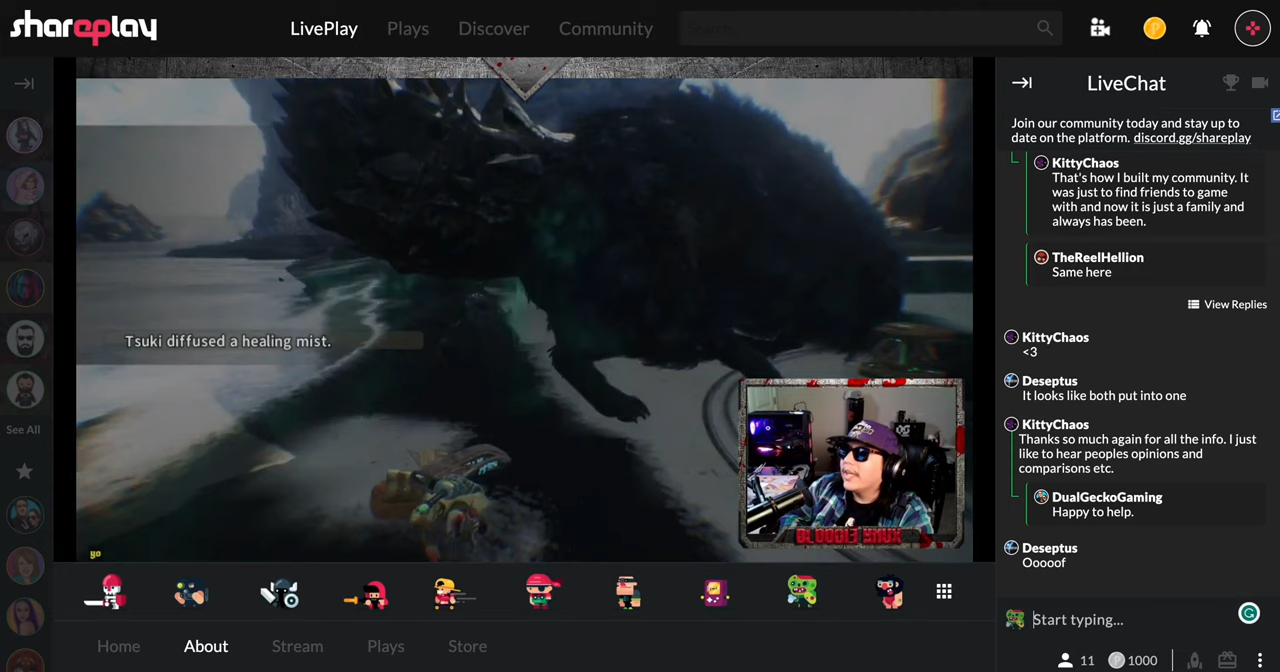 shareplay
LivePlay
Plays
Discover
Community
LiveChat
Join our community today and stay up to
date on the platform. discord.gg/shareplay
KittyChaos
That's how I built my community. It
was just to find friends to game
with and now it is just a family and
always has been.
TheReelHellion
Same here
View Replies
KittyChaos
<3
Deseptus
It looks like both put into one
KittyChaos
Thanks so much again for all the info. I just
like to hear peoples opinions and
comparisons etc.
DualGeckoGaming
Happy to help.
Deseptus
Ooooof
Start typing...
11
1000
See All
Tsuki diffused a healing mist.
yo
Home
About
Stream
Plays
Store